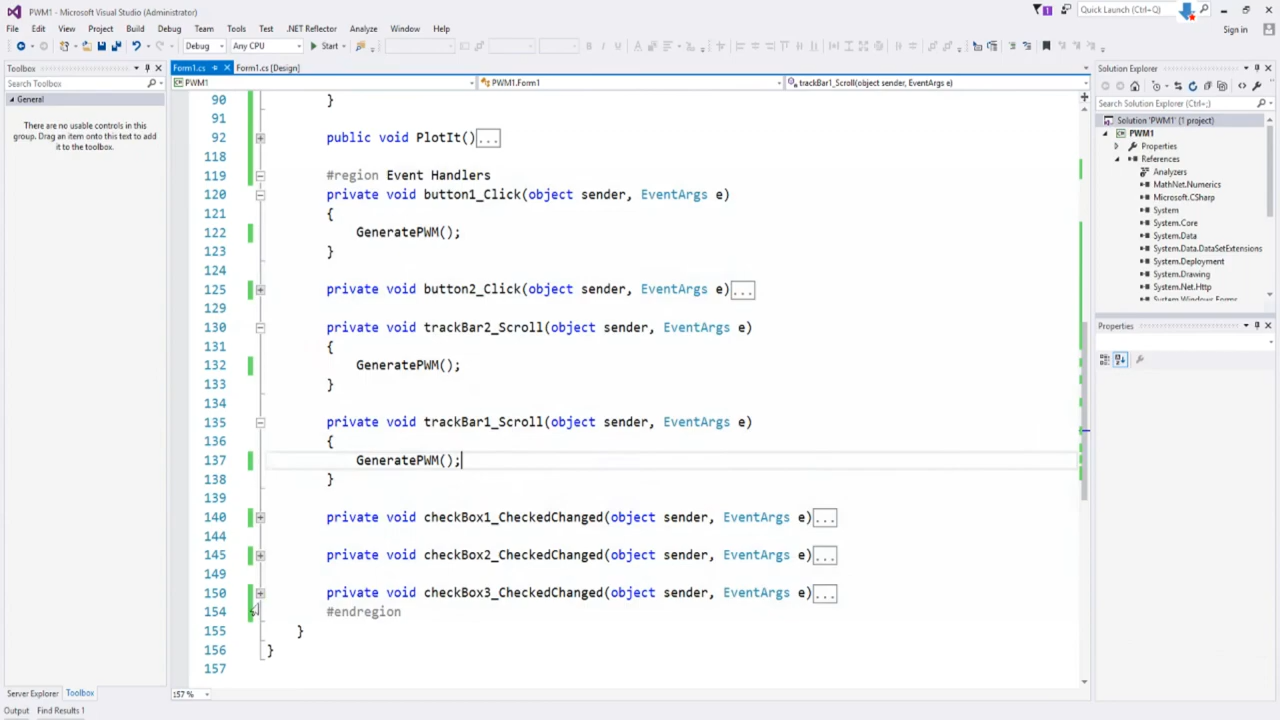 PWM1 - Microsoft Visual Studio (Administrator)
1
Quick Launch (Ctrl+Q)
File Edit View Project Build Debug Team Tools Test .NET Reflector Analyze Window Help
Sign in
Debug Any CPU Start
Toolbox
Search Toolbox
General
There are no usable controls in this
group. Drag an item onto this text to add
it to the toolbox.
Form1.cs Form1.cs [Design]
PWM1 PWM1.Form1 trackBar1_Scroll(object sender, EventArgs e)
90 }
91
92 public void PlotIt()...
118
119 #region Event Handlers
120 private void button1_Click(object sender, EventArgs e)
121 {
122 GeneratePWM();
123 }
124
125 private void button2_Click(object sender, EventArgs e)...
129
130 private void trackBar2_Scroll(object sender, EventArgs e)
131 {
132 GeneratePWM();
133 }
134
135 private void trackBar1_Scroll(object sender, EventArgs e)
136 {
137 GeneratePWM();
138 }
139
140 private void checkBox1_CheckedChanged(object sender, EventArgs e)...
144
145 private void checkBox2_CheckedChanged(object sender, EventArgs e)...
149
150 private void checkBox3_CheckedChanged(object sender, EventArgs e)...
154 #endregion
155 }
156 }
157
157 %
Solution Explorer
Search Solution Explorer (Ctrl+;)
Solution 'PWM1' (1 project)
PWM1
Properties
References
Analyzers
MathNet.Numerics
Microsoft.CSharp
System
System.Core
System.Data
System.Data.DataSetExtensions
System.Deployment
System.Drawing
System.Net.Http
System.Windows.Forms
Properties
Server Explorer Toolbox
Output Find Results 1